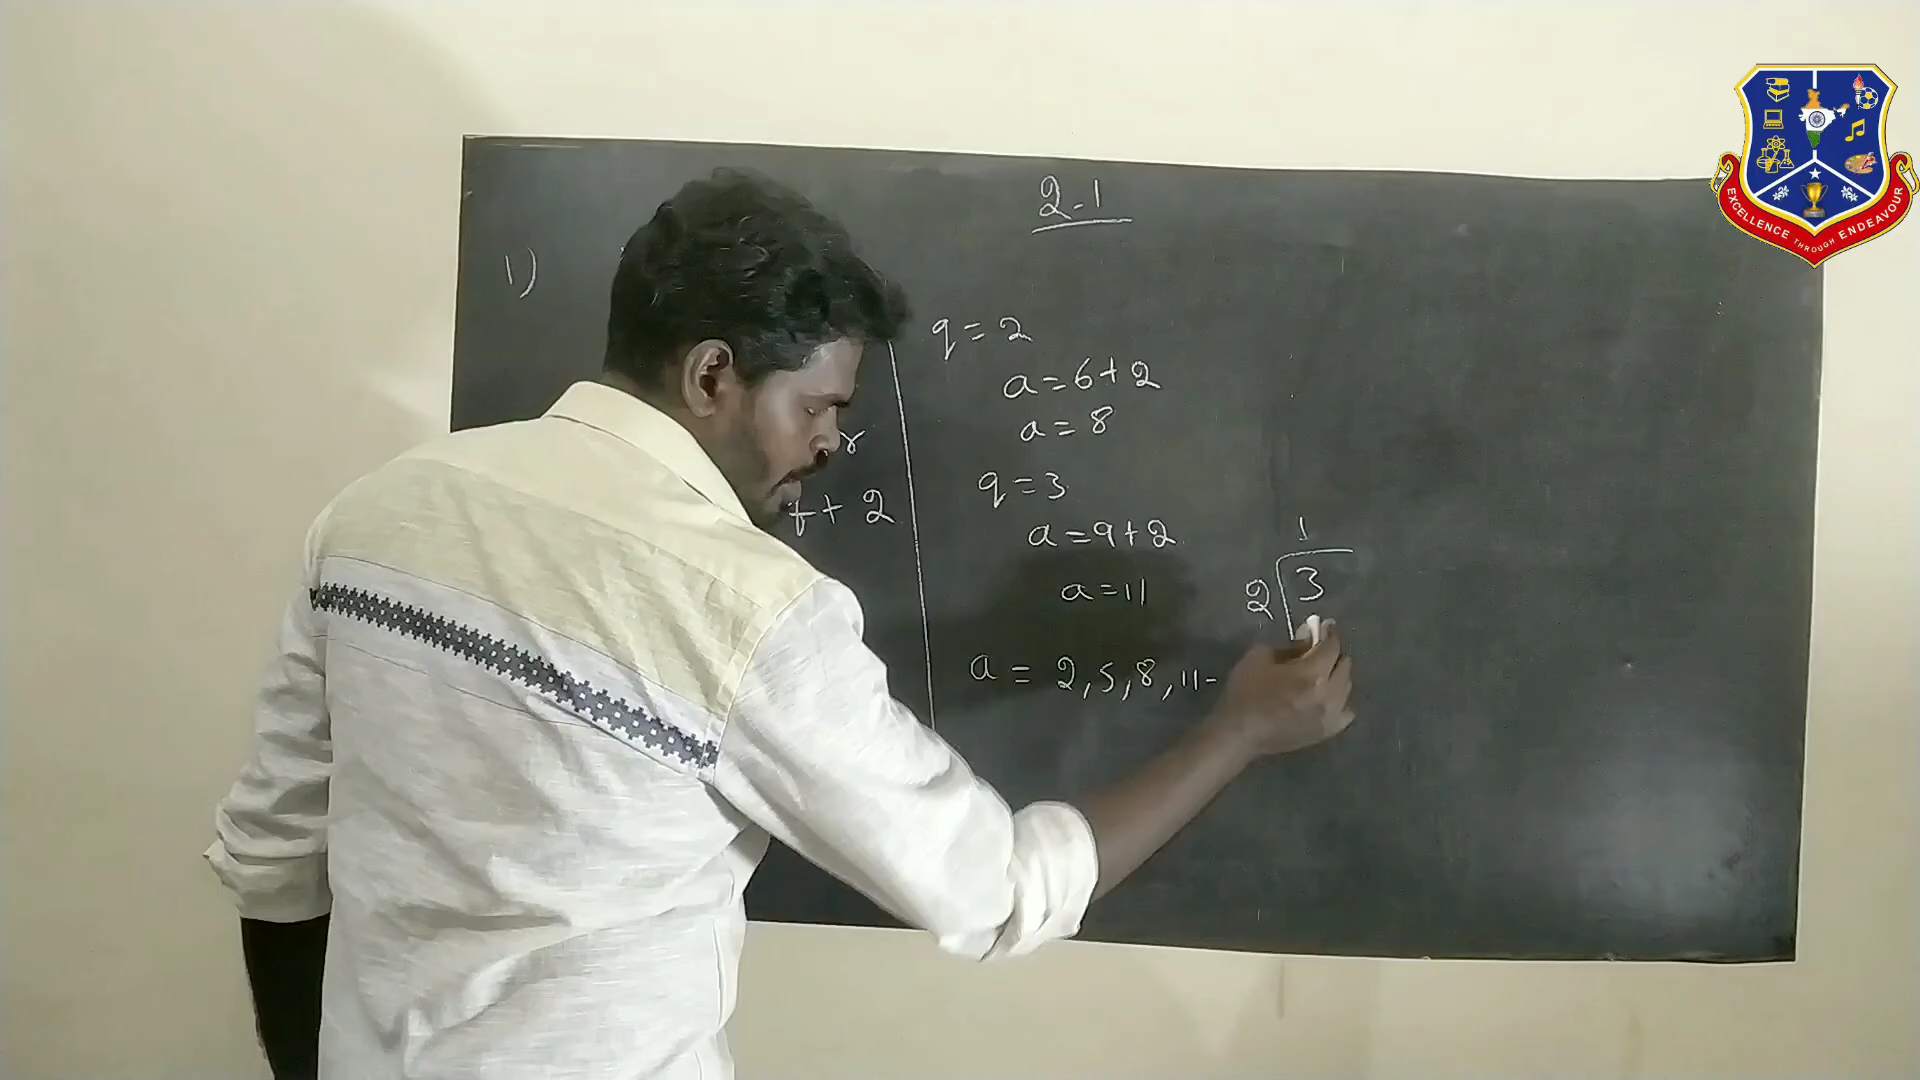 2.1
1)
r
+ 2
q = 2
a = 6 + 2
a = 8
q = 3
a = 9 + 2
a = 11
a = 2, 5, 8, 11 -
1
2 3
EXCELLENCE THROUGH ENDEAVOUR